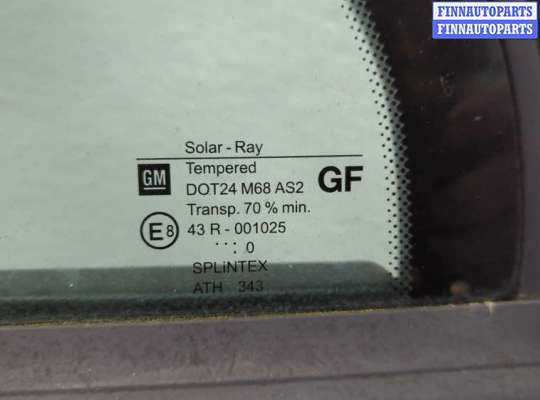 FINNAUTOPARTS
FINNAUTOPARTS
Solar - Ray
Tempered
GM
DOT24 M68 AS2
GF
Transp. 70 % min.
E8
43 R - 001025
··· : 0
SPLiNTEX
ATH 343